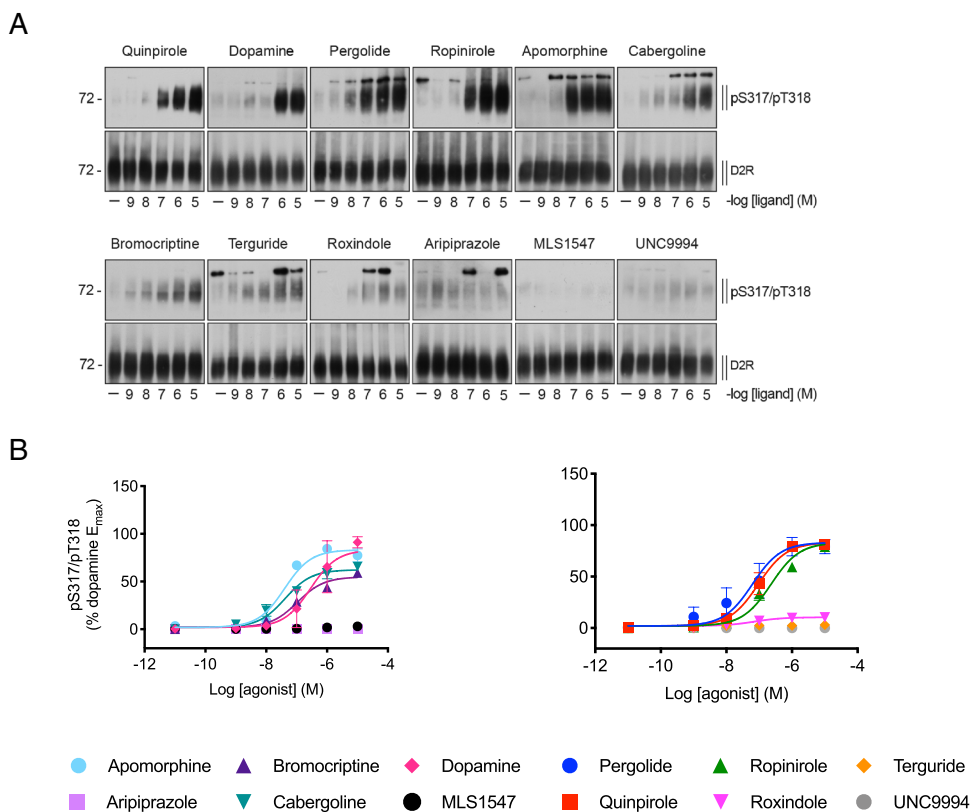 A
Quinpirole Dopamine Pergolide Ropinirole Apomorphine Cabergoline
72 - pS317/pT318
72 - D2R
– 9 8 7 6 5 – 9 8 7 6 5 – 9 8 7 6 5 – 9 8 7 6 5 – 9 8 7 6 5 – 9 8 7 6 5 -log [ligand] (M)
Bromocriptine Terguride Roxindole Aripiprazole MLS1547 UNC9994
72 - pS317/pT318
72 - D2R
– 9 8 7 6 5 – 9 8 7 6 5 – 9 8 7 6 5 – 9 8 7 6 5 – 9 8 7 6 5 – 9 8 7 6 5 -log [ligand] (M)
B
pS317/pT318
(% dopamine Emax)
150
100
50
0
-12 -10 -8 -6 -4
Log [agonist] (M)
150
100
50
0
-12 -10 -8 -6 -4
Log [agonist] (M)
Apomorphine Bromocriptine Dopamine Pergolide Ropinirole Terguride
Aripiprazole Cabergoline MLS1547 Quinpirole Roxindole UNC9994